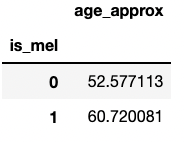 age_approx
is_mel
0 52.577113
1 60.720081